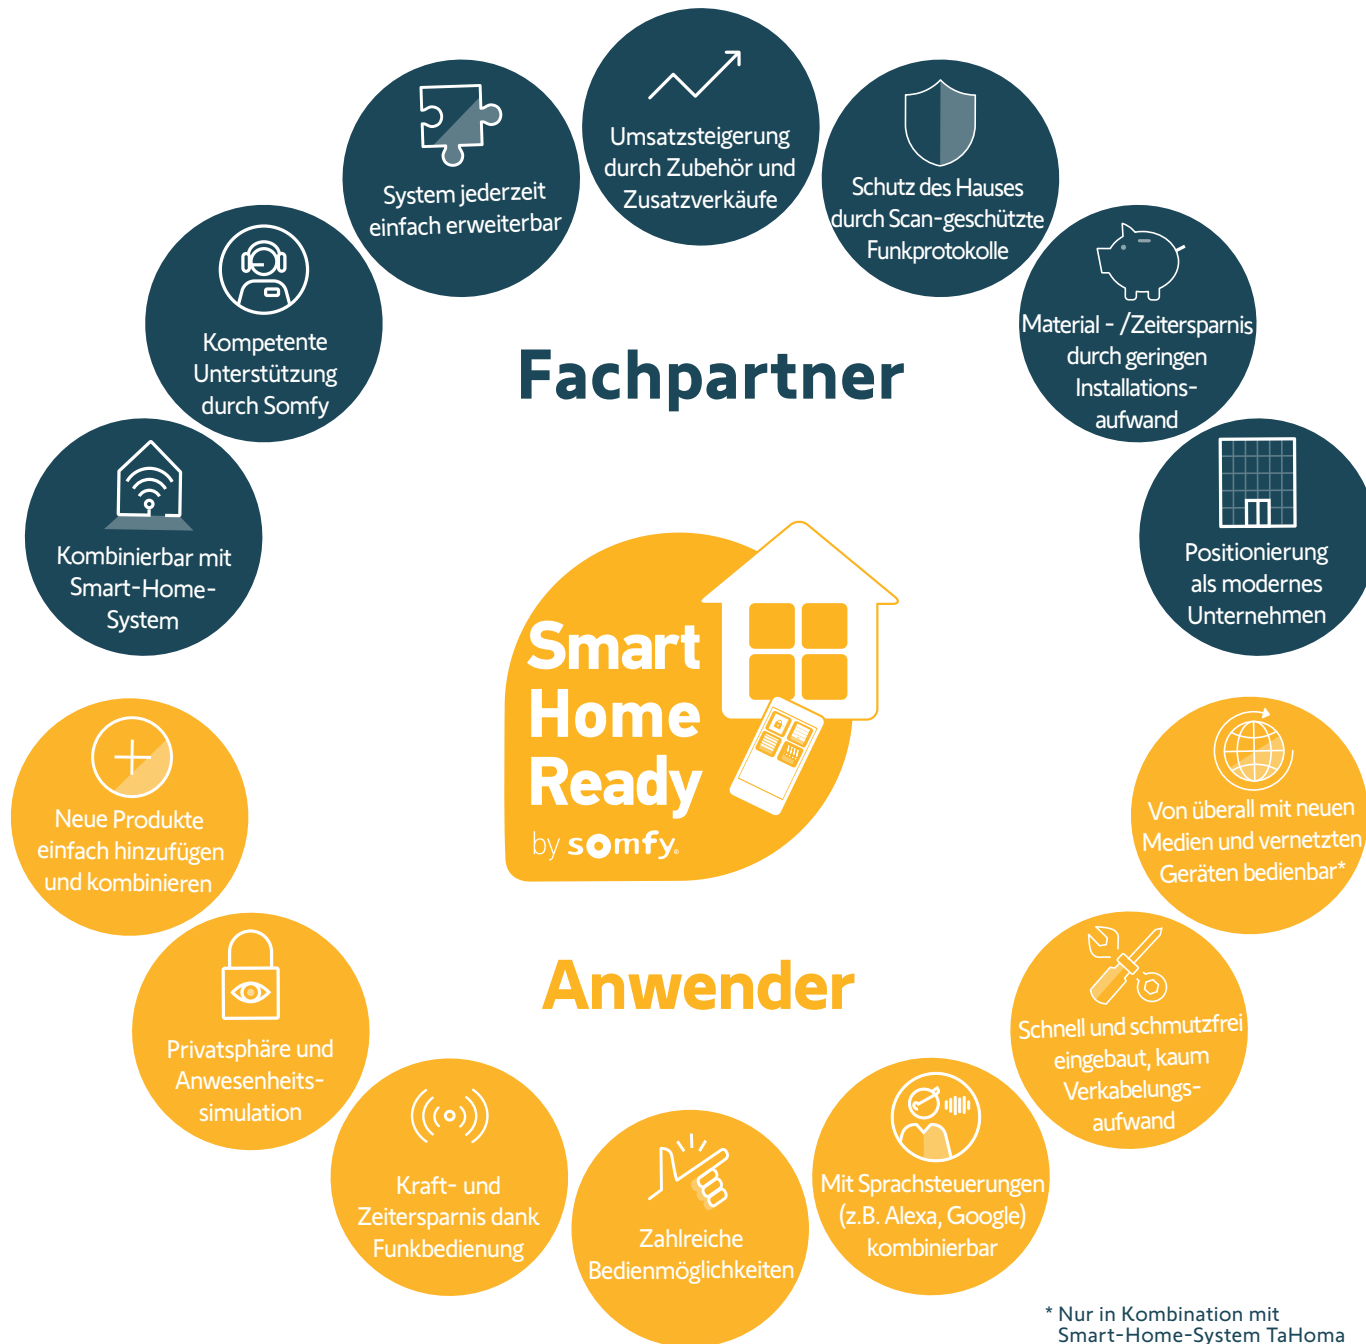 Umsatzsteigerung
durch Zubehör und
Zusatzverkäufe
System jederzeit
einfach erweiterbar
Schutz des Hauses
durch Scan-geschützte
Funkprotokolle
Kompetente
Unterstützung
durch Somfy
Material - /Zeitersparnis
durch geringen
Installations-
aufwand
Fachpartner
Kombinierbar mit
Smart-Home-
System
Positionierung
als modernes
Unternehmen
Smart
Home
Ready
by somfy.
Neue Produkte
einfach hinzufügen
und kombinieren
Von überall mit neuen
Medien und vernetzten
Geräten bedienbar*
Anwender
Privatsphäre und
Anwesenheits-
simulation
Schnell und schmutzfrei
eingebaut, kaum
Verkabelungs-
aufwand
Kraft- und
Zeitersparnis dank
Funkbedienung
Zahlreiche
Bedienmöglichkeiten
Mit Sprachsteuerungen
(z.B. Alexa, Google)
kombinierbar
* Nur in Kombination mit
Smart-Home-System TaHoma